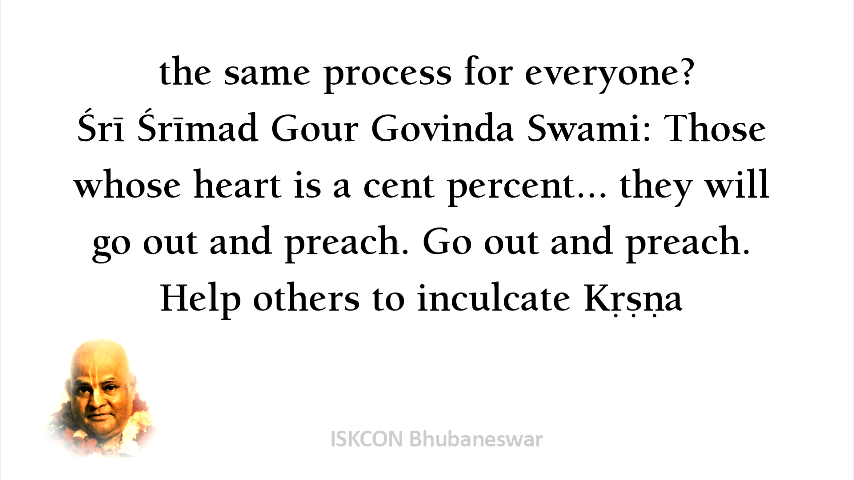 the same process for everyone?
Śrī Śrīmad Gour Govinda Swami: Those
whose heart is a cent percent... they will
go out and preach. Go out and preach.
Help others to inculcate Kṛṣṇa
ISKCON Bhubaneswar